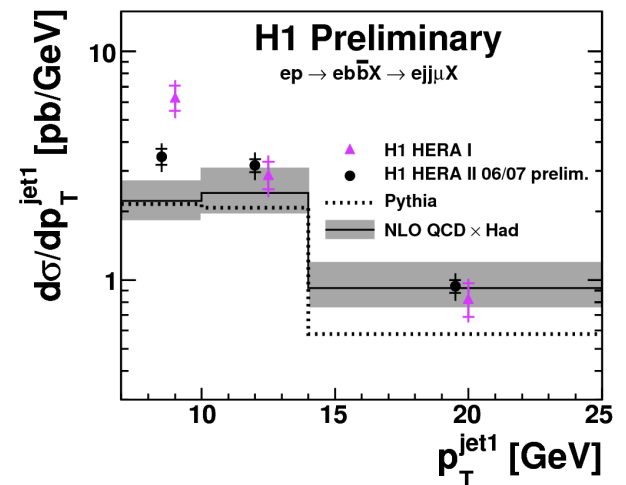 H1 Preliminary
ep → ebb̅X → ejjμX
H1 HERA I
H1 HERA II 06/07 prelim.
Pythia
NLO QCD × Had
dσ/dp_T^jet1 [pb/GeV]
10
1
10 15 20 25
p_T^jet1 [GeV]